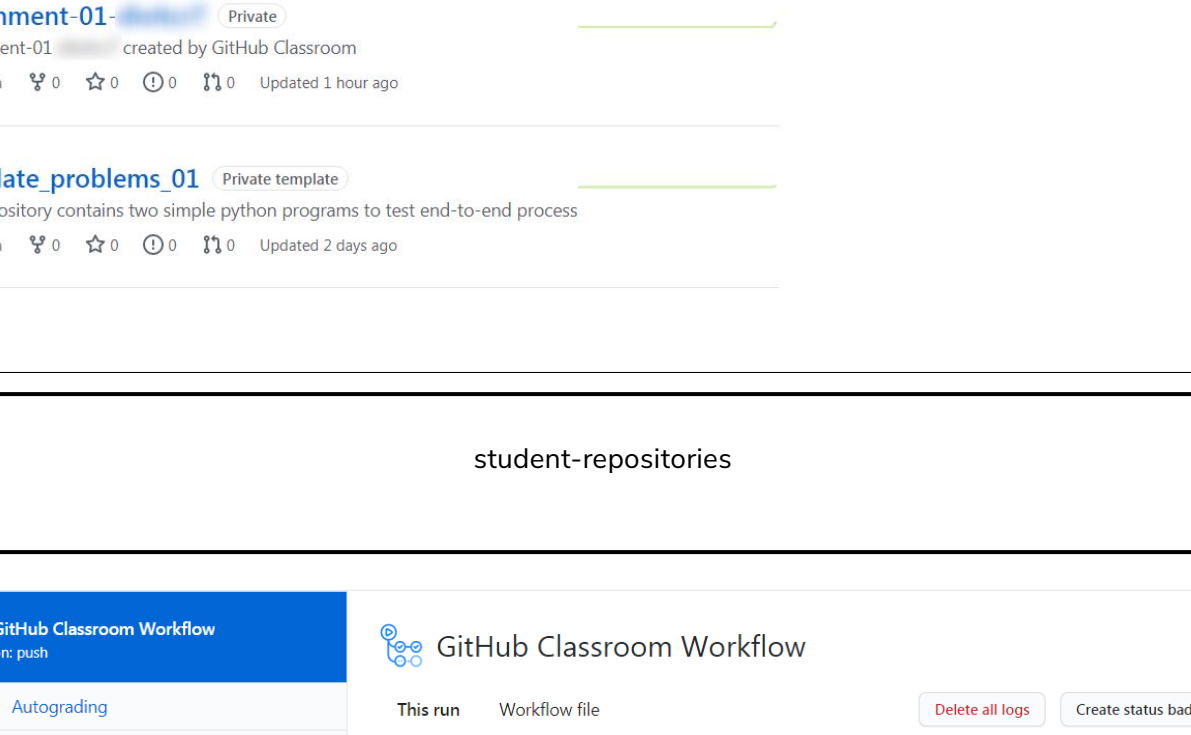 nment-01- Private
ent-01 created by GitHub Classroom
0 0 0 0 Updated 1 hour ago
late_problems_01 Private template
ository contains two simple python programs to test end-to-end process
0 0 0 0 Updated 2 days ago
student-repositories
GitHub Classroom Workflow
n: push
GitHub Classroom Workflow
Autograding
This run Workflow file Delete all logs Create status bad